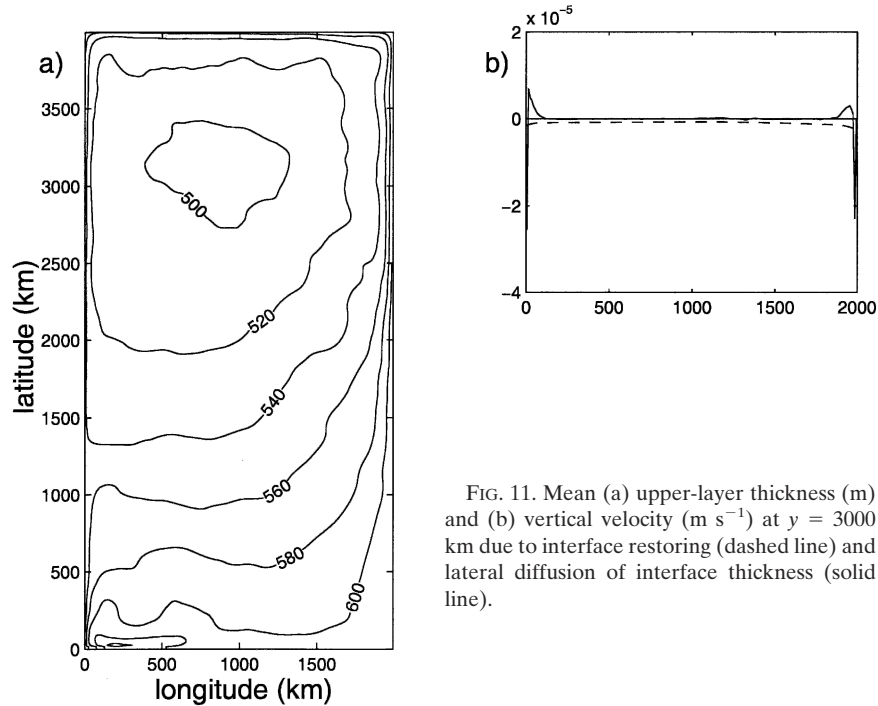 a)
3500
3000
2500
2000
1500
1000
500
0
latitude (km)
500
520
540
560
580
600
0 500 1000 1500
longitude (km)
b)
x 10⁻⁵
2
0
−2
−4
0 500 1000 1500 2000
FIG. 11. Mean (a) upper-layer thickness (m)
and (b) vertical velocity (m s⁻¹) at y = 3000
km due to interface restoring (dashed line) and
lateral diffusion of interface thickness (solid
line).